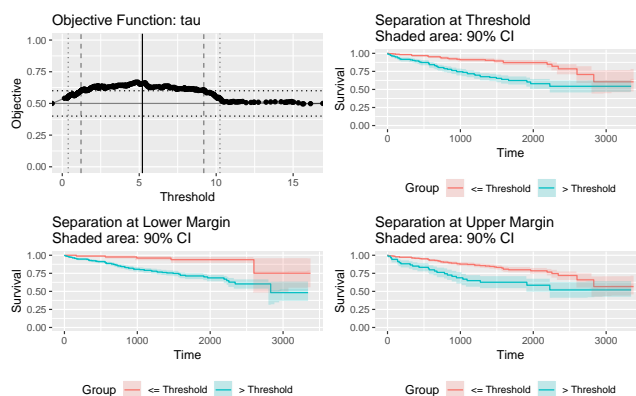 Objective Function: tau
1.00
0.75
0.50
0.25
0.00
Objective
0
5
10
15
Threshold
Separation at Threshold
Shaded area: 90% CI
1.00
0.75
0.50
0.25
0.00
Survival
0
1000
2000
3000
Time
Group <= Threshold > Threshold
Separation at Lower Margin
Shaded area: 90% CI
1.00
0.75
0.50
0.25
0.00
Survival
0
1000
2000
3000
Time
Group <= Threshold > Threshold
Separation at Upper Margin
Shaded area: 90% CI
1.00
0.75
0.50
0.25
0.00
Survival
0
1000
2000
3000
Time
Group <= Threshold > Threshold